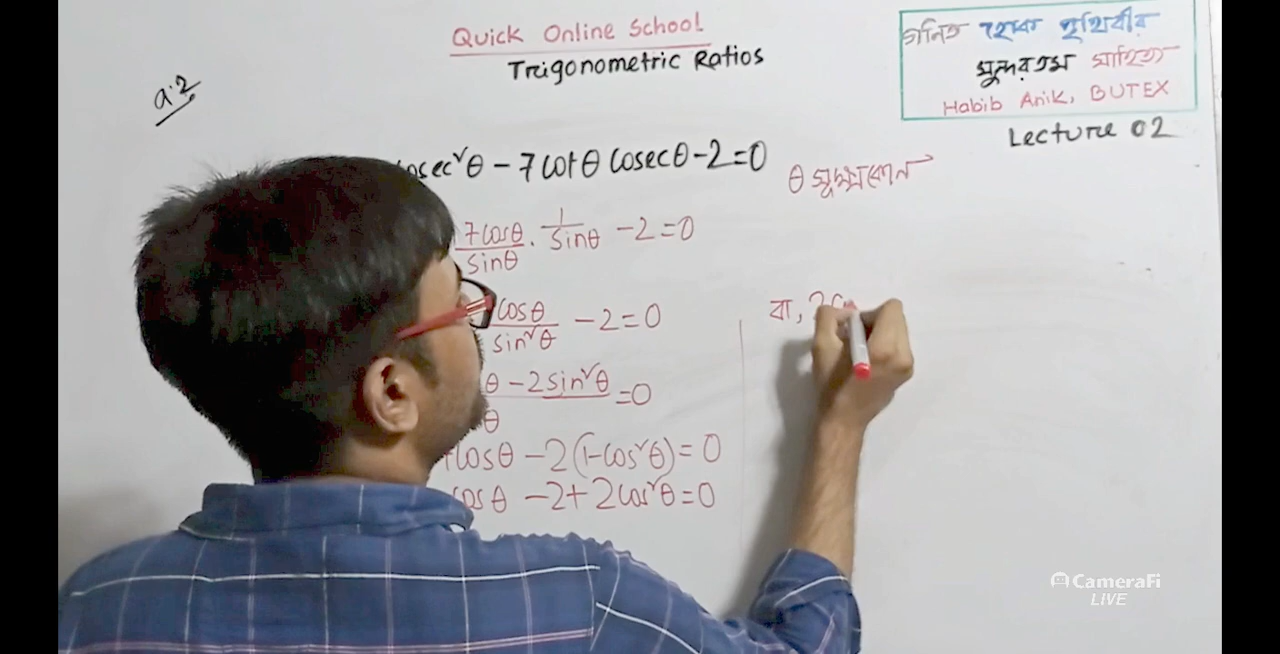 Quick Online School
Trigonometric Ratios
গনিত হোক পৃথিবীর
সুন্দরতম সাহিত্য
Habib Anik, BUTEX
Lecture 02
a.2
cosec²θ - 7 cotθ cosecθ - 2 = 0
θ সূক্ষ্মকোন
7cosθ/sinθ . 1/sinθ - 2 = 0
cosθ/sin²θ - 2 = 0
θ - 2sin²θ/θ = 0
cosθ - 2(1-cos²θ) = 0
cosθ - 2 + 2cos²θ = 0
বা, 2c
CameraFi
LIVE